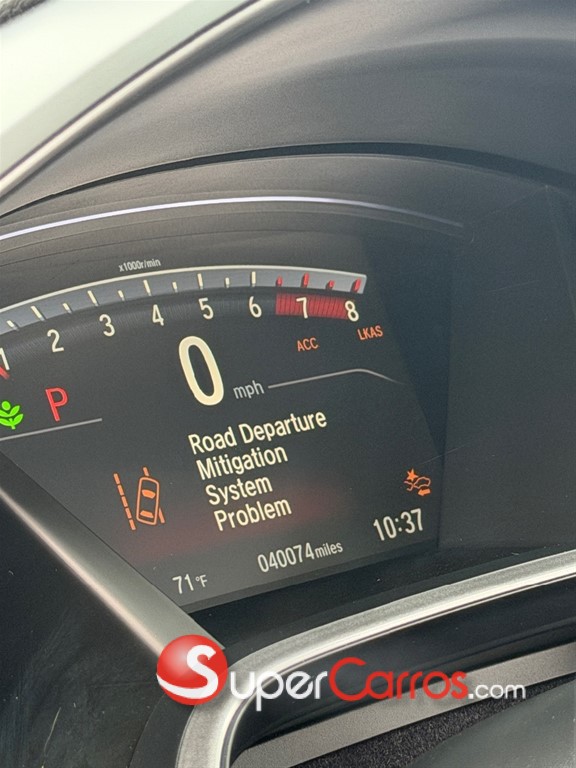 x1000r/min
1 2 3 4 5 6 7 8
ACC LKAS
0 mph
P
Road Departure
Mitigation
System
Problem
71°F 040074 miles 10:37
SuperCarros.com